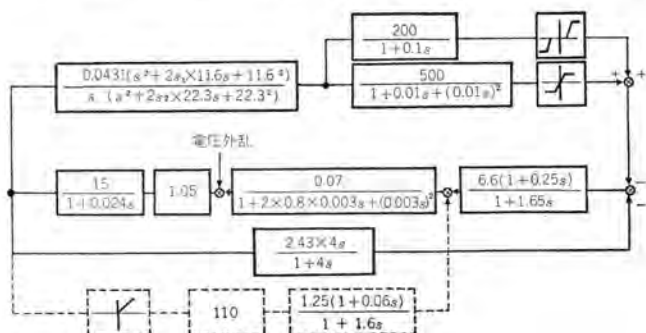 200
1+0.1s
0.0431(s²+2s₁×11.6s+11.6²)
s (s²+2s₂×22.3s+22.3²)
500
1+0.01s+(0.01s)²
+
+
電圧外乱
15
1+0.024s
1.05
0.07
1+2×0.8×0.003s+(0.003s)²
6.6(1+0.25s)
1+1.65s
−
−
2.43×4s
1+4s
110
1.25(1+0.06s)
1 + 1.6s